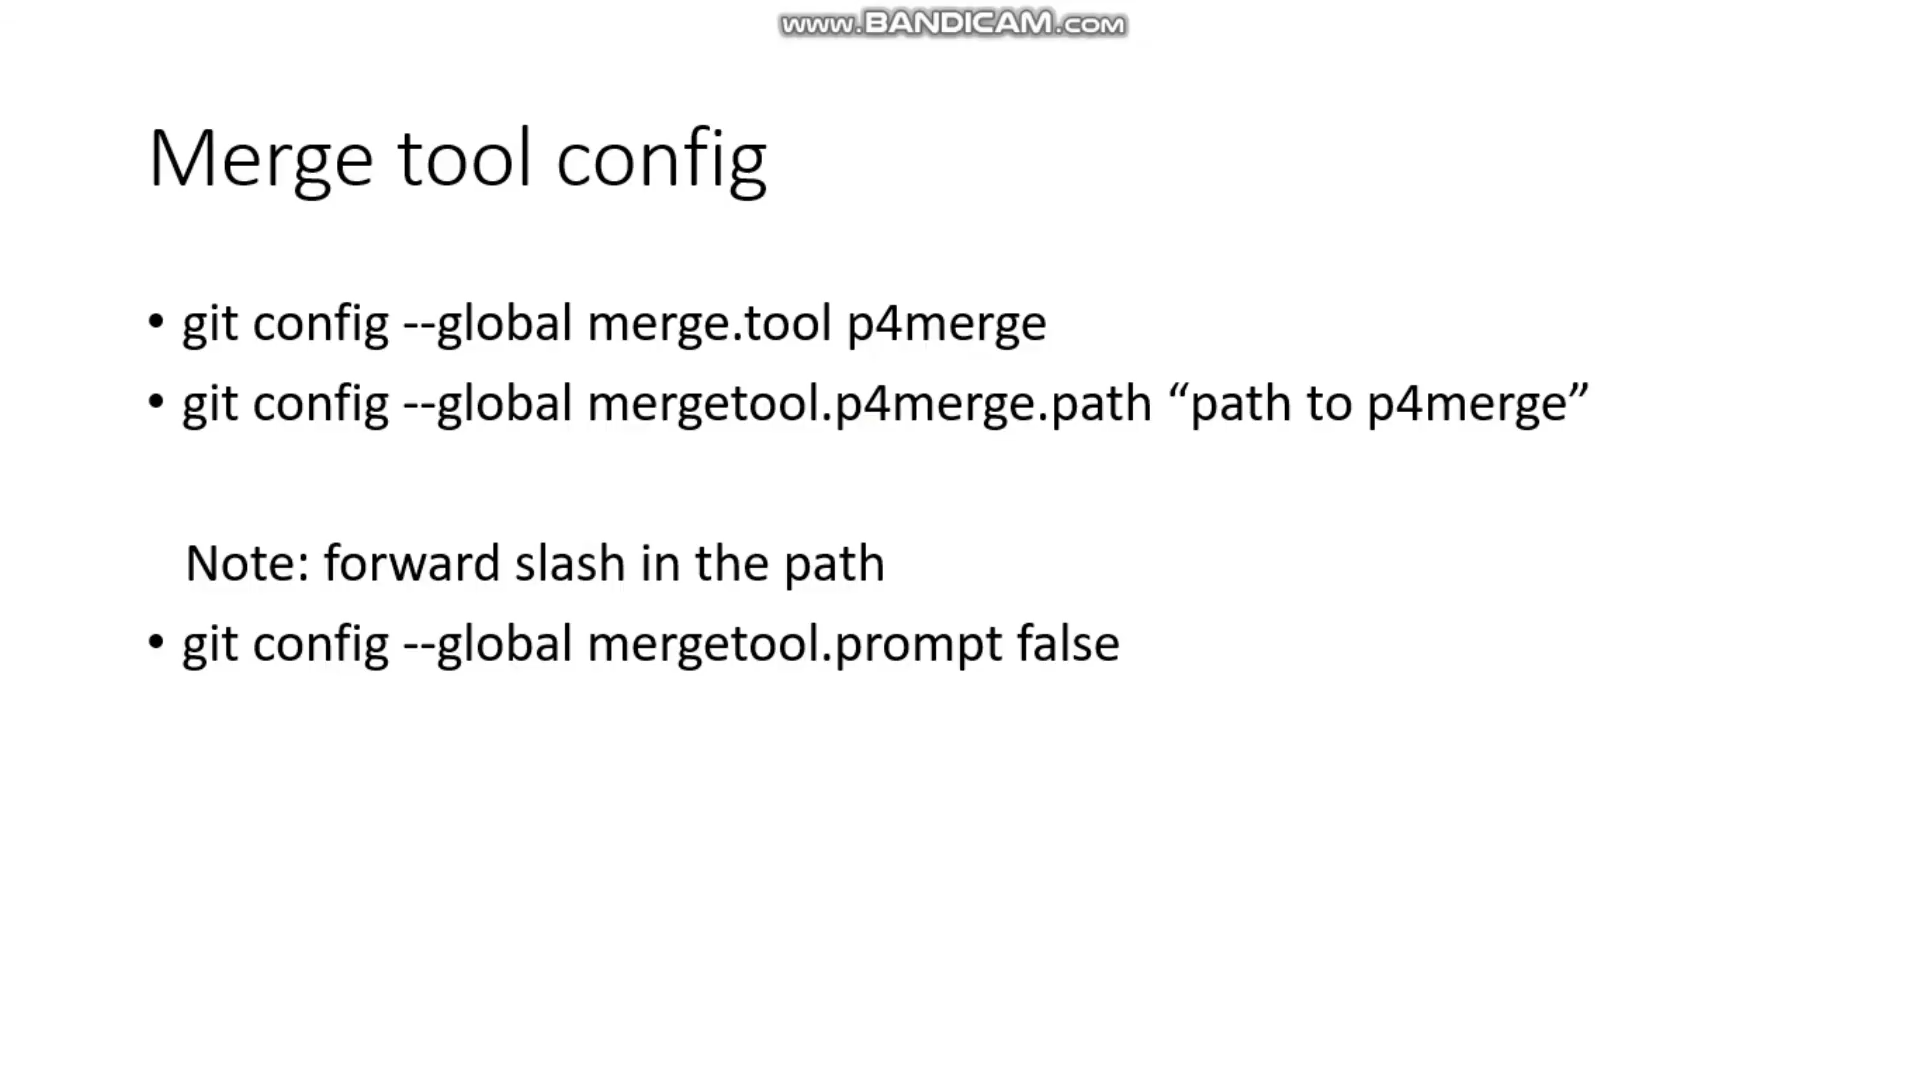 www.BANDICAM.com
Merge tool config
• git config --global merge.tool p4merge
• git config --global mergetool.p4merge.path “path to p4merge”
Note: forward slash in the path
• git config --global mergetool.prompt false